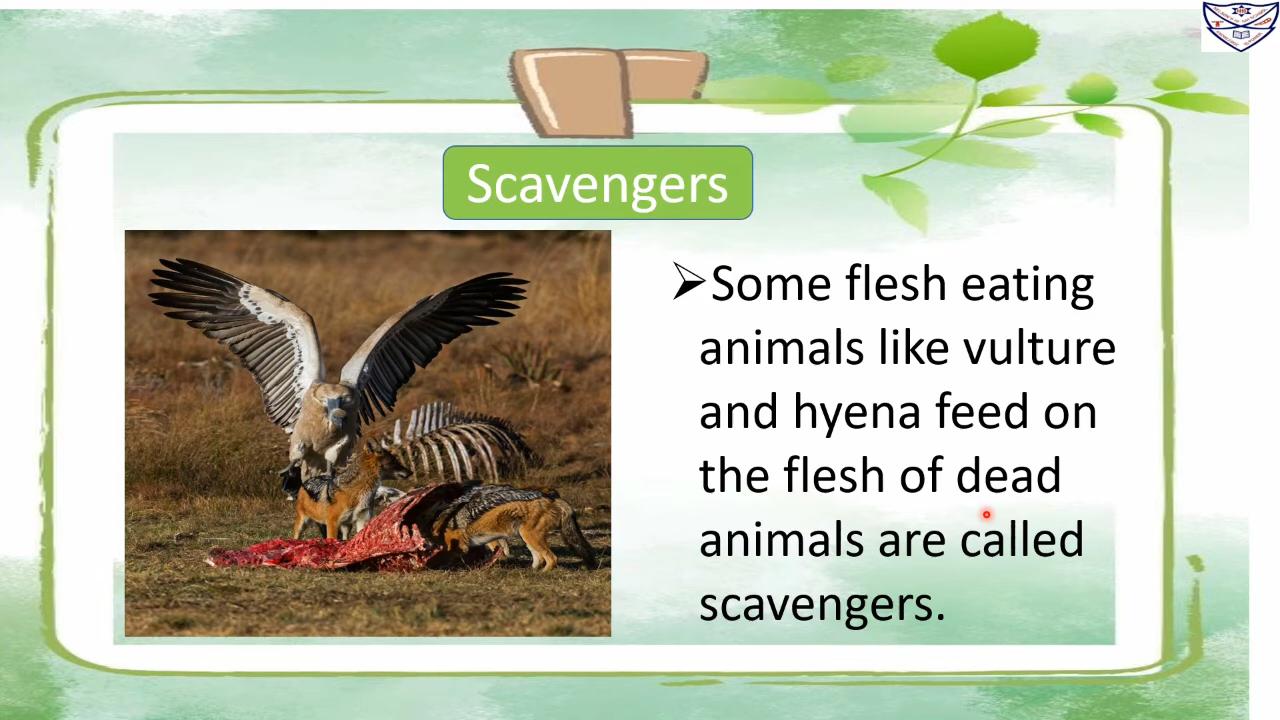 Scavengers
➢Some flesh eating
animals like vulture
and hyena feed on
the flesh of dead
animals are called
scavengers.